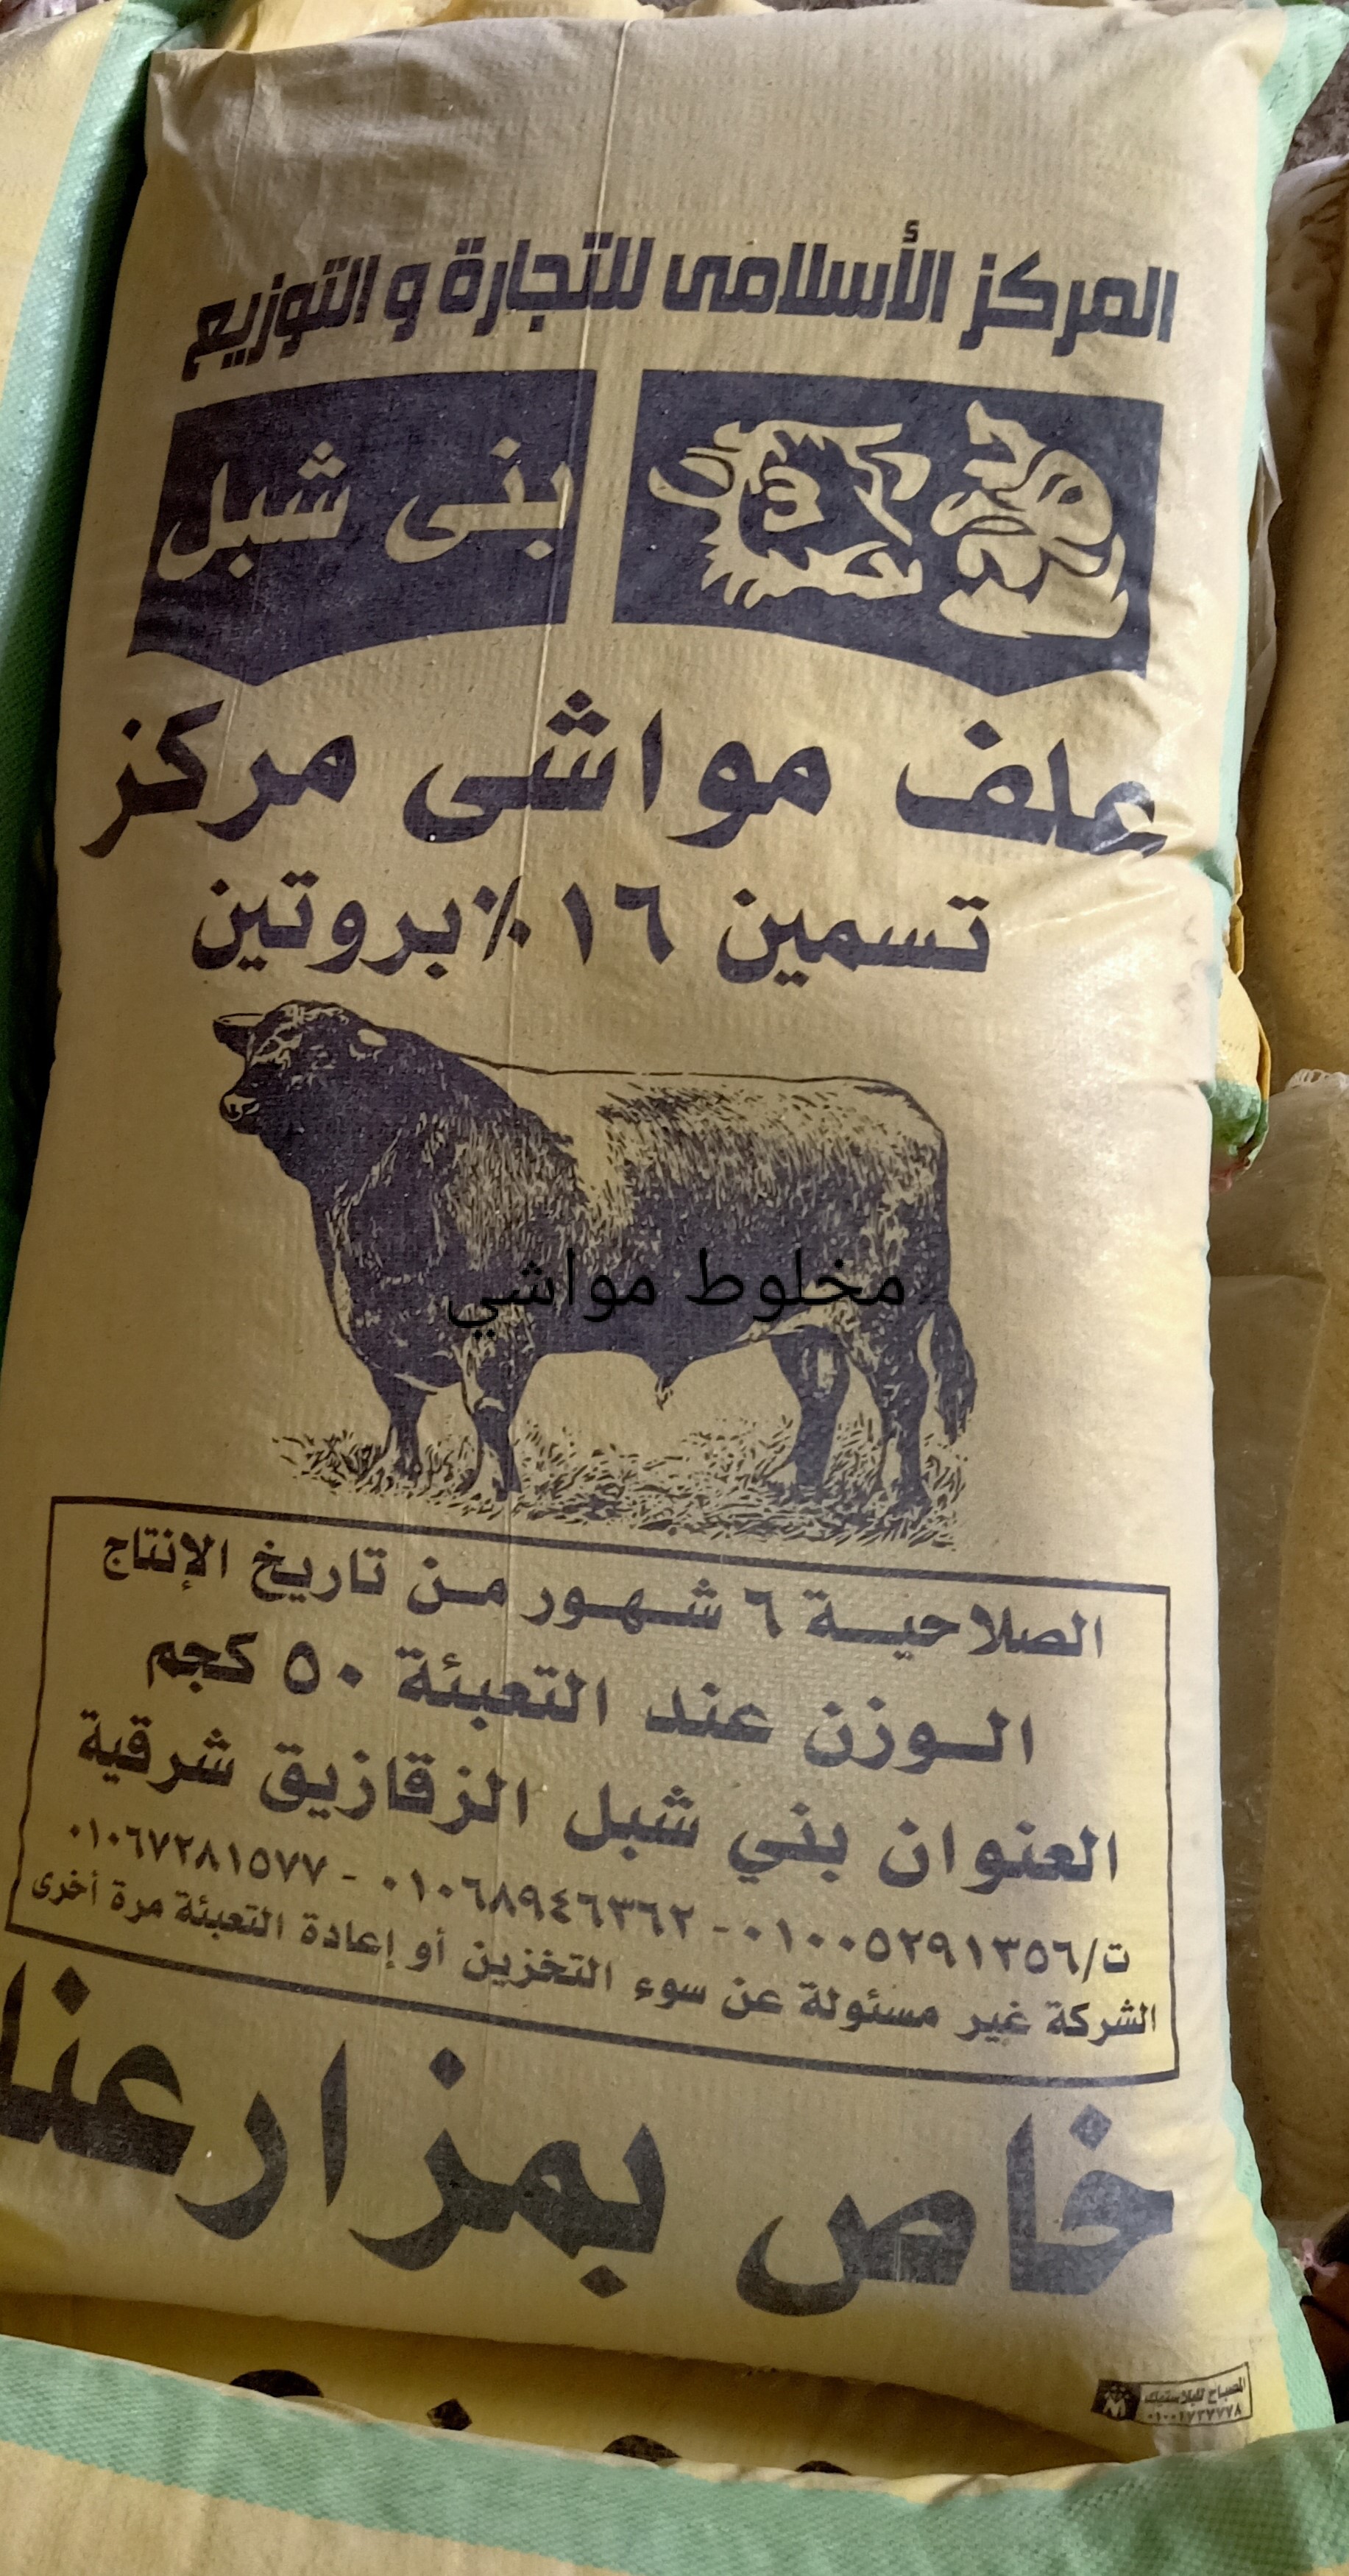 المركز الأسلامى للتجارة و التوزيع
بنى شبل
علف مواشى مركز
تسمين ١٦٪ بروتين
مخلوط مواشي
الصلاحية ٦ شهور من تاريخ الإنتاج
الوزن عند التعبئة ٥٠ كجم
العنوان بني شبل الزقازيق شرقية
ت/٠١٠٠٥٢٩١٣٥٦ - ٠١٠٦٨٩٤٦٣٦٢ - ٠١٠٦٧٢٨١٥٧٧
الشركة غير مسئولة عن سوء التخزين أو إعادة التعبئة مرة أخرى
خاص بمزارعنا
المصباح للبلاستيك